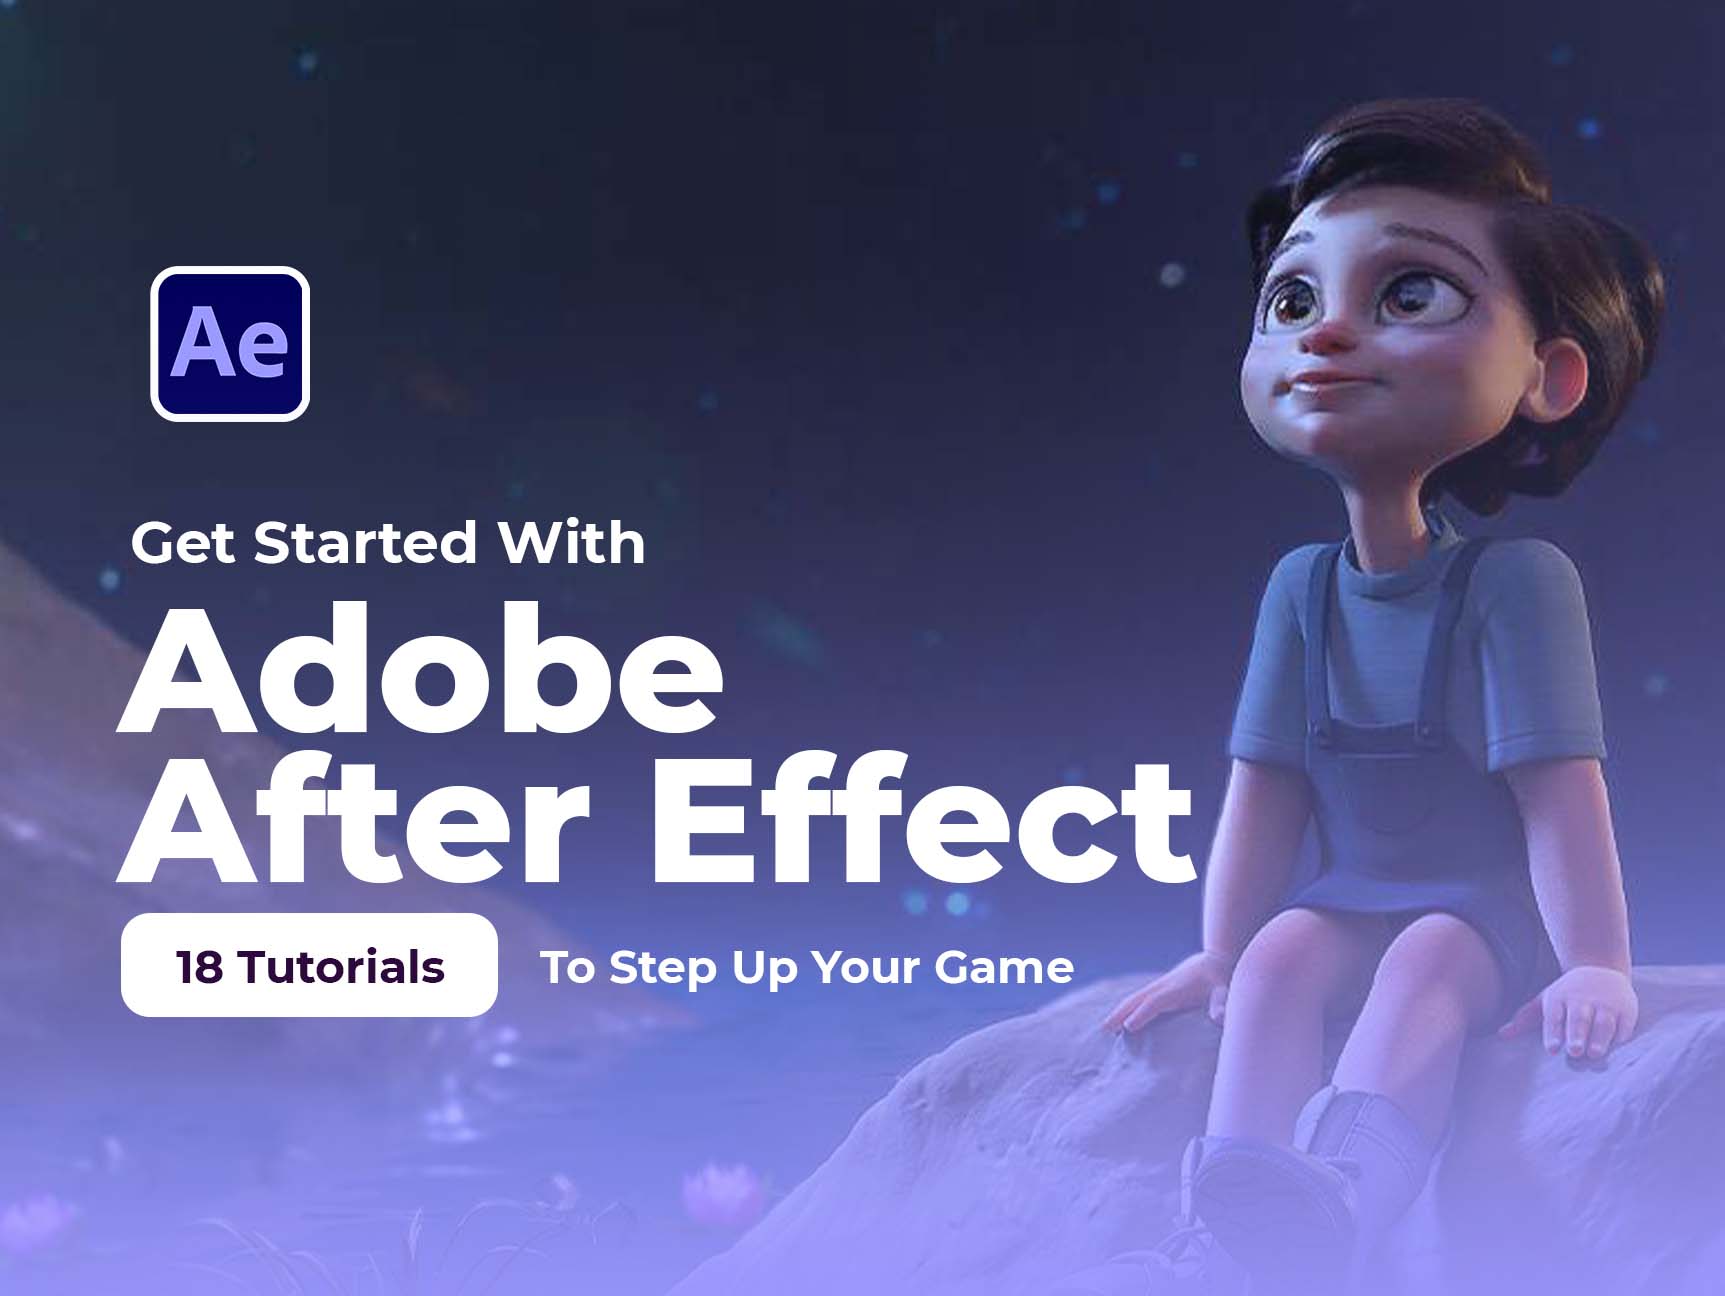 Ae
Get Started With
Adobe
After Effect
18 Tutorials To Step Up Your Game